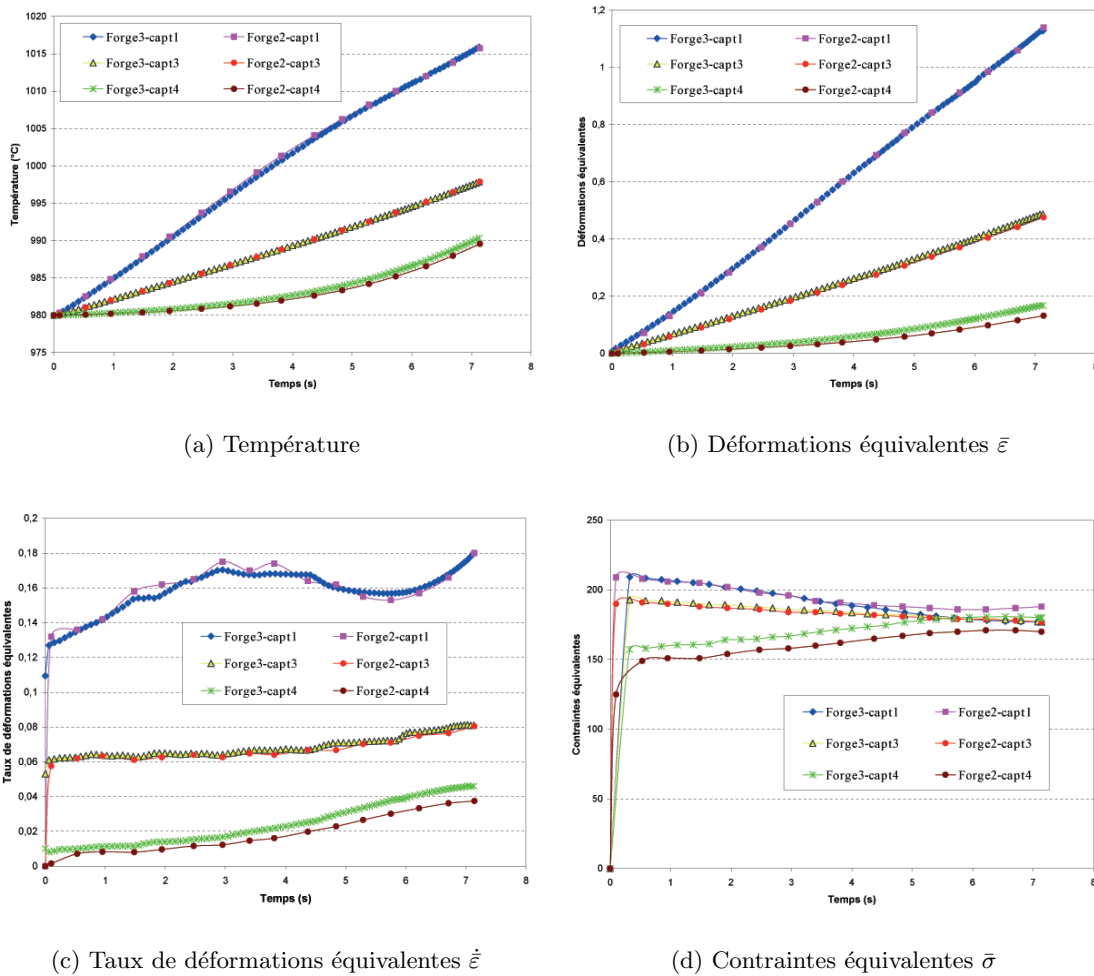 1020
1015
1010
1005
1000
995
990
985
980
975
Température (°C)
Forge3-capt1
Forge2-capt1
Forge3-capt3
Forge2-capt3
Forge3-capt4
Forge2-capt4
0 1 2 3 4 5 6 7 8
Temps (s)
(a) Température
1,2
1
0,8
0,6
0,4
0,2
0
Déformations équivalentes
Forge3-capt1
Forge2-capt1
Forge3-capt3
Forge2-capt3
Forge3-capt4
Forge2-capt4
0 1 2 3 4 5 6 7 8
Temps (s)
(b) Déformations équivalentes ε̄
0,2
0,18
0,16
0,14
0,12
0,1
0,08
0,06
0,04
0,02
0
Taux de déformations équivalentes
Forge3-capt1
Forge2-capt1
Forge3-capt3
Forge2-capt3
Forge3-capt4
Forge2-capt4
0 1 2 3 4 5 6 7 8
Temps (s)
(c) Taux de déformations équivalentes ε̄̇
250
200
150
100
50
0
Contraintes équivalentes
Forge3-capt1
Forge2-capt1
Forge3-capt3
Forge2-capt3
Forge3-capt4
Forge2-capt4
0 1 2 3 4 5 6 7 8
Temps (s)
(d) Contraintes équivalentes σ̄